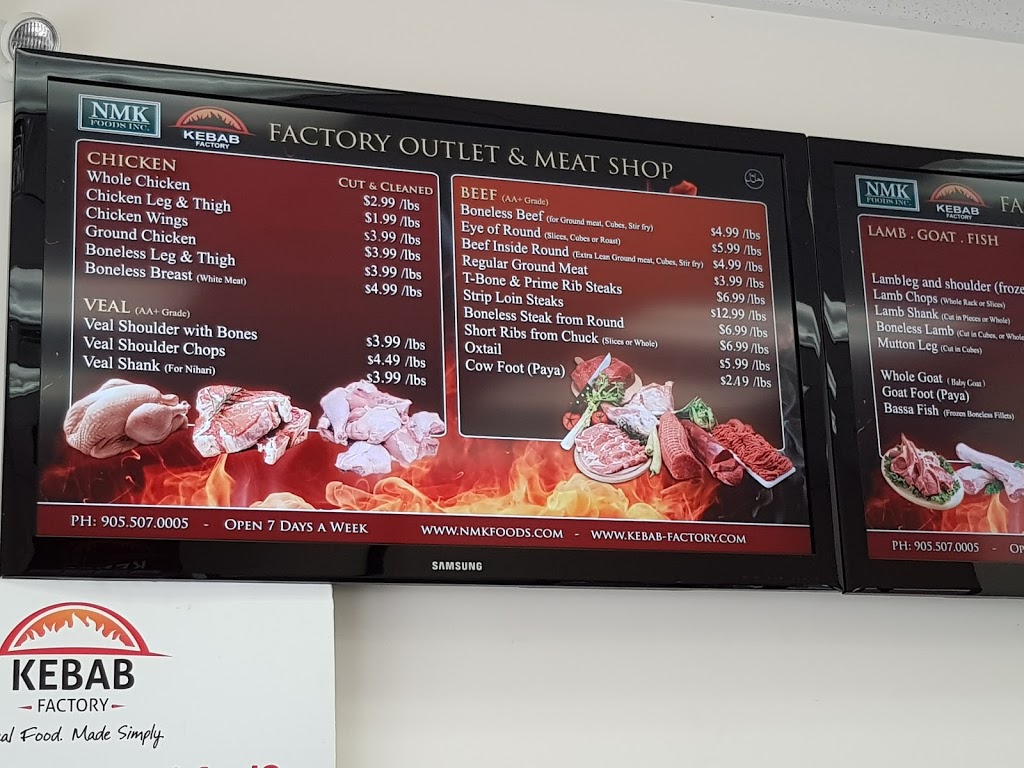 NMK
FOODS INC.
KEBAB
FACTORY
FACTORY OUTLET & MEAT SHOP
CHICKEN
CUT & CLEANED
Whole Chicken $2.99 /lbs
Chicken Leg & Thigh $1.99 /lbs
Chicken Wings $3.99 /lbs
Ground Chicken $3.99 /lbs
Boneless Leg & Thigh $3.99 /lbs
Boneless Breast (White Meat) $4.99 /lbs
VEAL (AA+ Grade)
Veal Shoulder with Bones $3.99 /lbs
Veal Shoulder Chops $4.49 /lbs
Veal Shank (For Nihari) $3.99 /lbs
BEEF (AA+ Grade)
Boneless Beef (for Ground meat, Cubes, Stir fry) $4.99 /lbs
Eye of Round (Slices, Cubes or Roast) $5.99 /lbs
Beef Inside Round (Extra Lean Ground meat, Cubes, Stir fry) $4.99 /lbs
Regular Ground Meat $3.99 /lbs
T-Bone & Prime Rib Steaks $6.99 /lbs
Strip Loin Steaks $12.99 /lbs
Boneless Steak from Round $6.99 /lbs
Short Ribs from Chuck (Slices or Whole) $6.99 /lbs
Oxtail $5.99 /lbs
Cow Foot (Paya) $2.49 /lbs
PH: 905.507.0005 - OPEN 7 DAYS A WEEK WWW.NMKFOODS.COM - WWW.KEBAB-FACTORY.COM
SAMSUNG
NMK
FOODS INC.
KEBAB
FACTORY
FA
LAMB . GOAT . FISH
Lambleg and shoulder (froze
Lamb Chops (Whole Rack or Slices)
Lamb Shank (Cut in Pieces or Whole)
Boneless Lamb (Cut in Cubes, or Whole
Mutton Leg (Cut in Cubes)
Whole Goat (Baby Goat)
Goat Foot (Paya)
Bassa Fish (Frozen Boneless Fillets)
PH: 905.507.0005 - OP
KEBAB
FACTORY
al Food. Made Simply